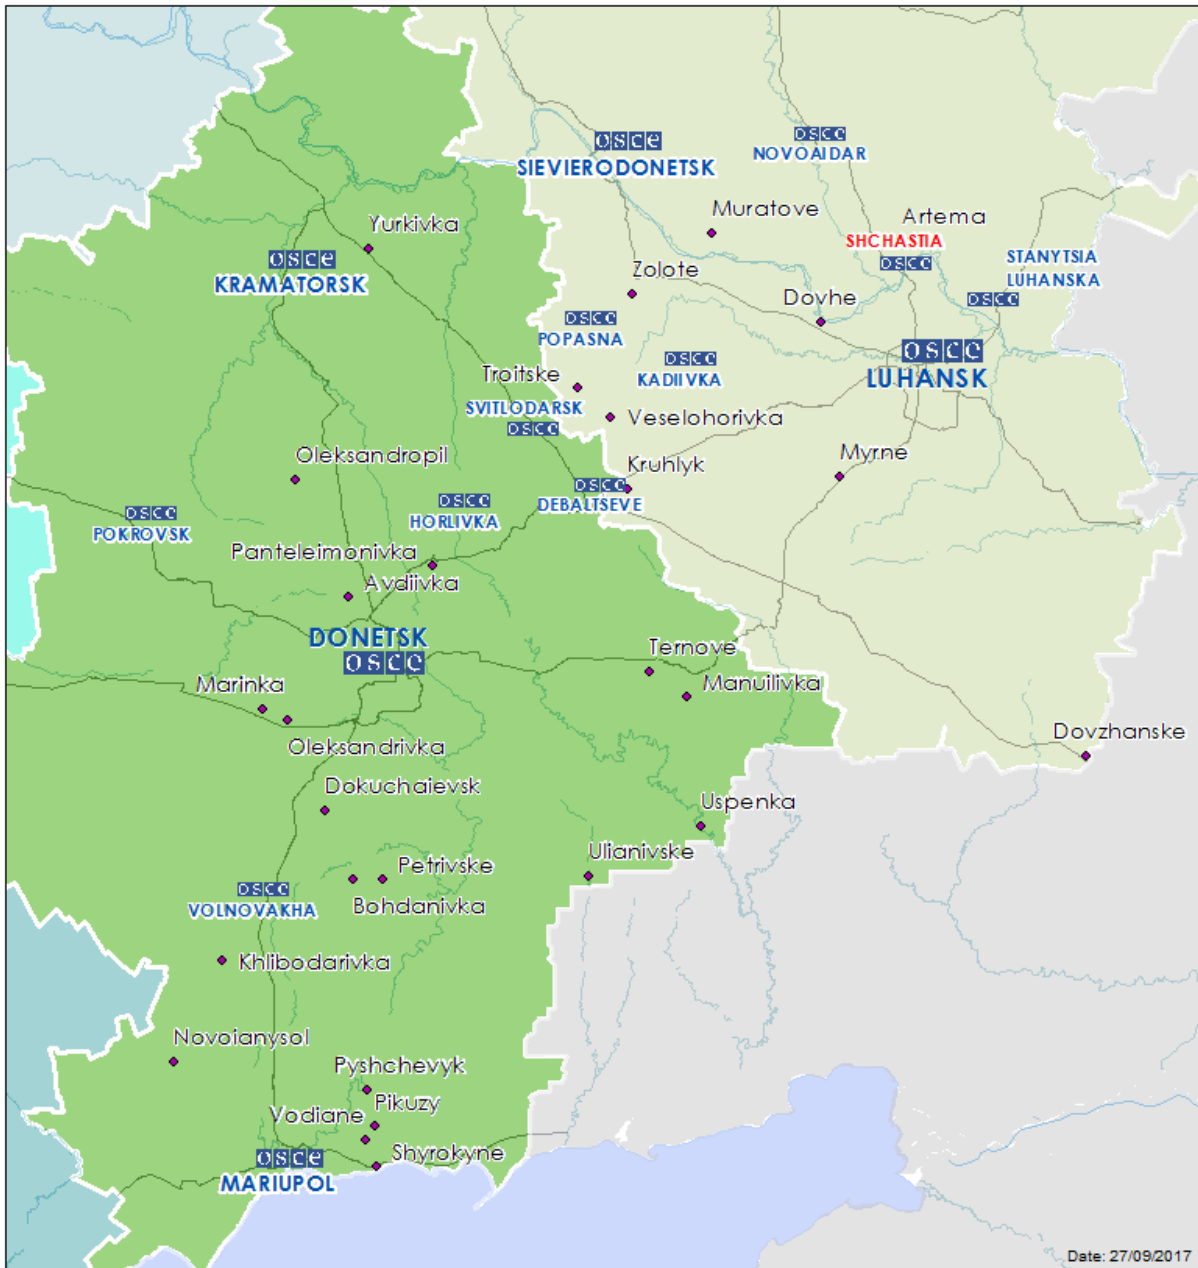 osce
NOVOAIDAR
osce
SIEVIERODONETSK
Muratove
Artema
Yurkivka
SHCHASTIA
osce
STANYTSIA
LUHANSKA
osce
osce
KRAMATORSK
Zolote
Dovhe
osce
POPASNA
osce
LUHANSK
osce
KADIIVKA
Troitske
SVITLODARSK
osce
Veselohorivka
Oleksandropil
Kruhlyk
Myrne
osce
DEBALTSEVE
osce
HORLIVKA
osce
POKROVSK
Panteleimonivka
Avdiivka
DONETSK
osce
Ternove
Marinka
Manuilivka
Oleksandrivka
Dovzhanske
Dokuchaievsk
Uspenka
Ulianivske
Petrivske
osce
VOLNOVAKHA
Bohdanivka
Khlibodarivka
Novoianysol
Pyshchevyk
Pikuzy
Vodiane
Shyrokyne
osce
MARIUPOL
Date: 27/09/2017